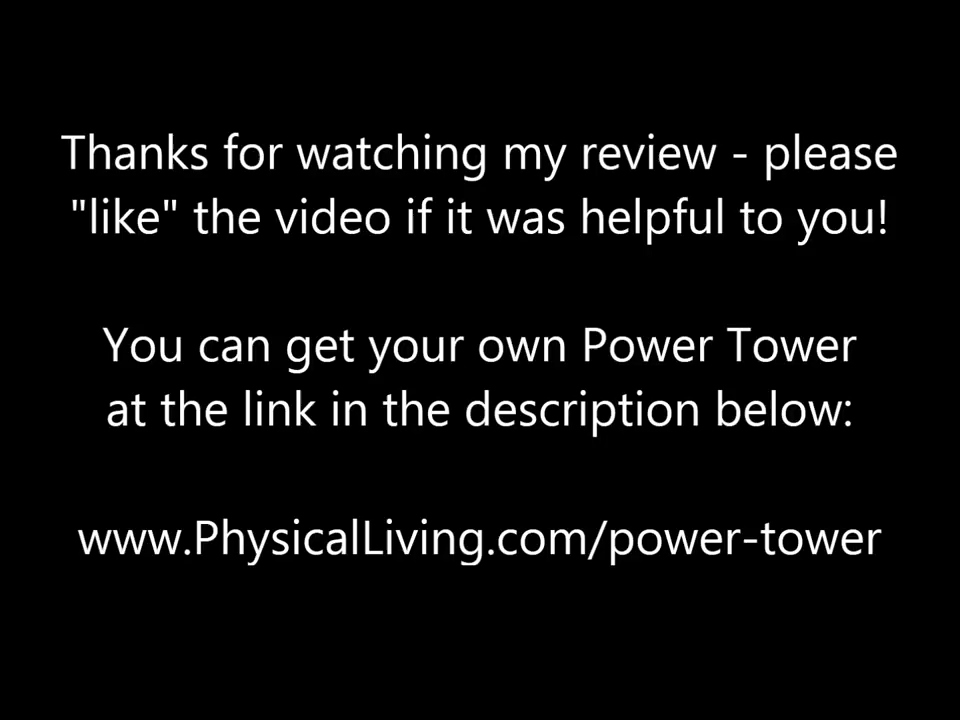 Thanks for watching my review - please
"like" the video if it was helpful to you!
You can get your own Power Tower
at the link in the description below:
www.PhysicalLiving.com/power-tower